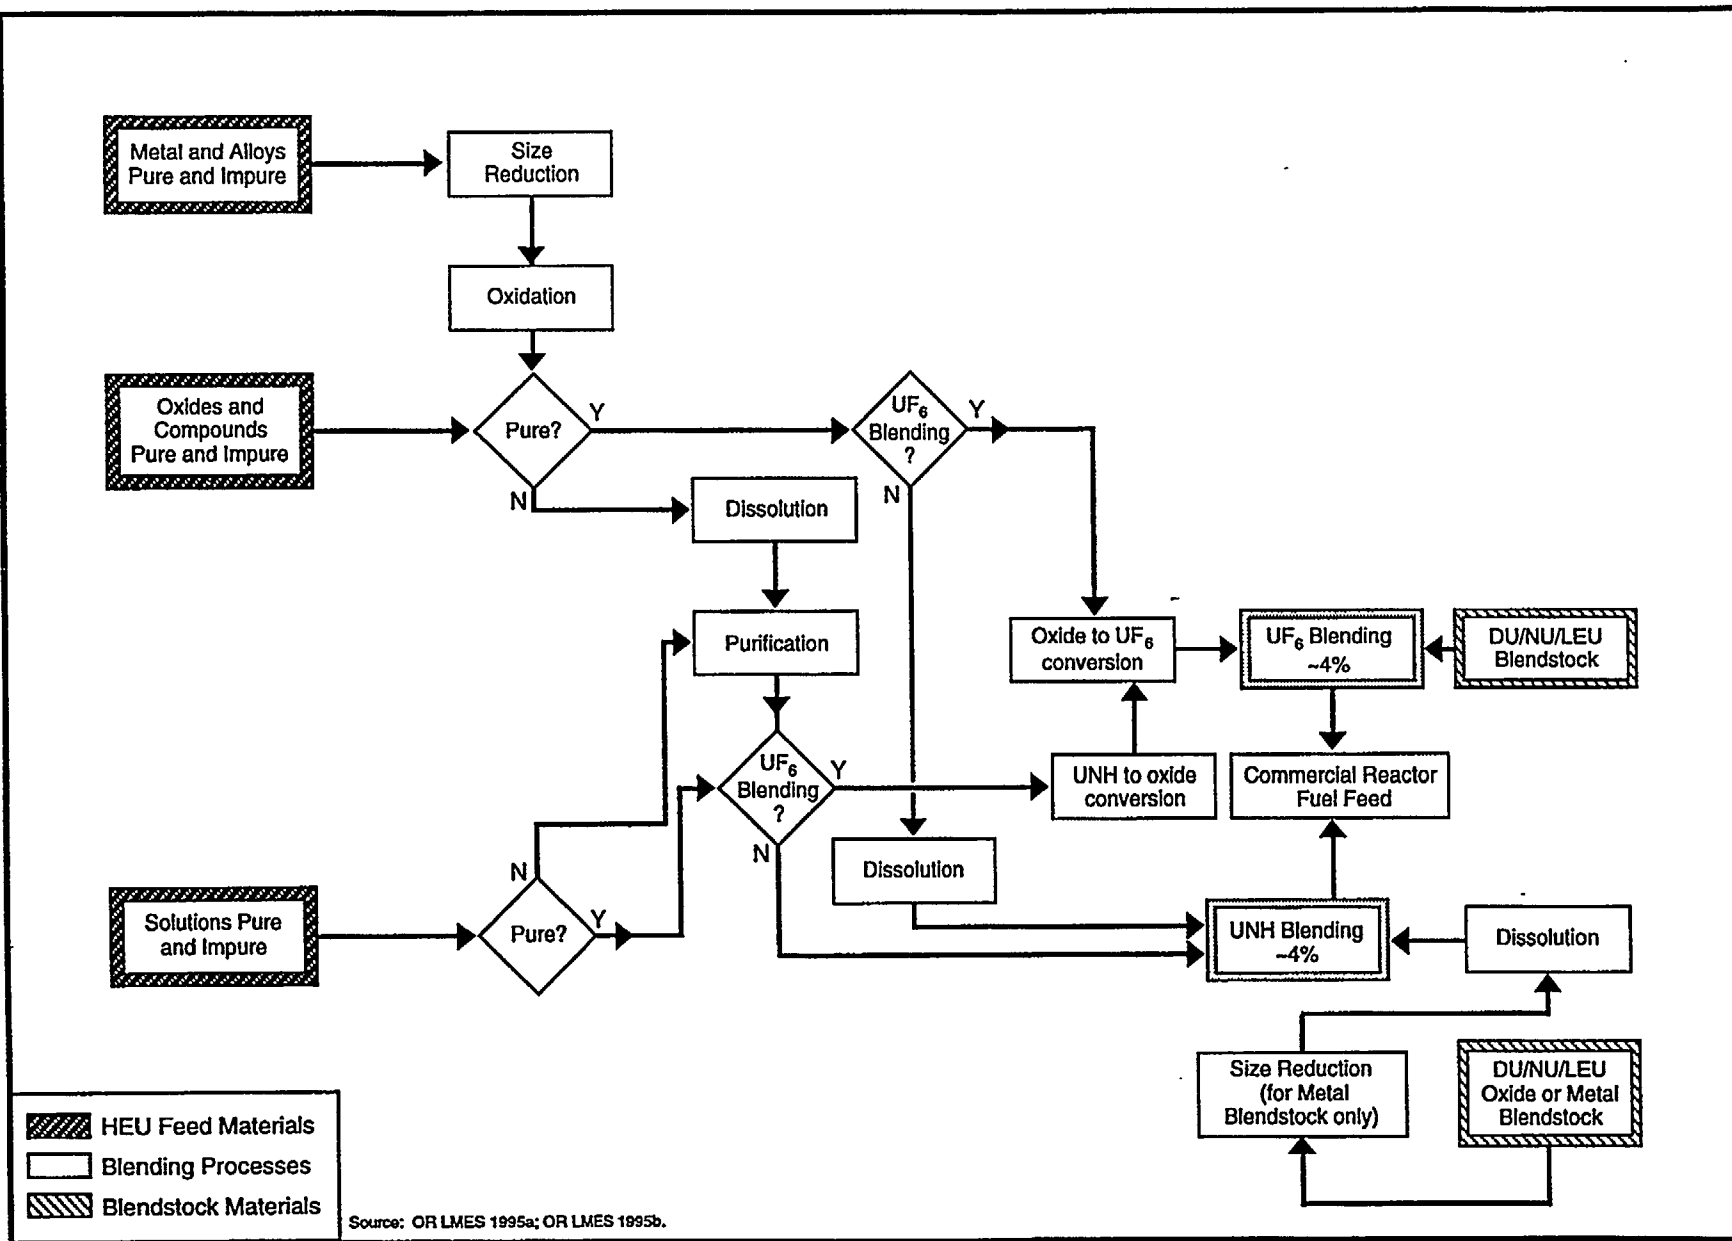 Metal and Alloys
Pure and Impure
Size
Reduction
Oxidation
Oxides and
Compounds
Pure and Impure
Pure?
Y
N
UF6
Blending
?
Y
N
Dissolution
Purification
Oxide to UF6
conversion
UF6 Blending
~4%
DU/NU/LEU
Blendstock
UF6
Blending
?
Y
N
UNH to oxide
conversion
Commercial Reactor
Fuel Feed
Dissolution
Solutions Pure
and Impure
N
Pure?
Y
UNH Blending
~4%
Dissolution
Size Reduction
(for Metal
Blendstock only)
DU/NU/LEU
Oxide or Metal
Blendstock
HEU Feed Materials
Blending Processes
Blendstock Materials
Source: OR LMES 1995a; OR LMES 1995b.